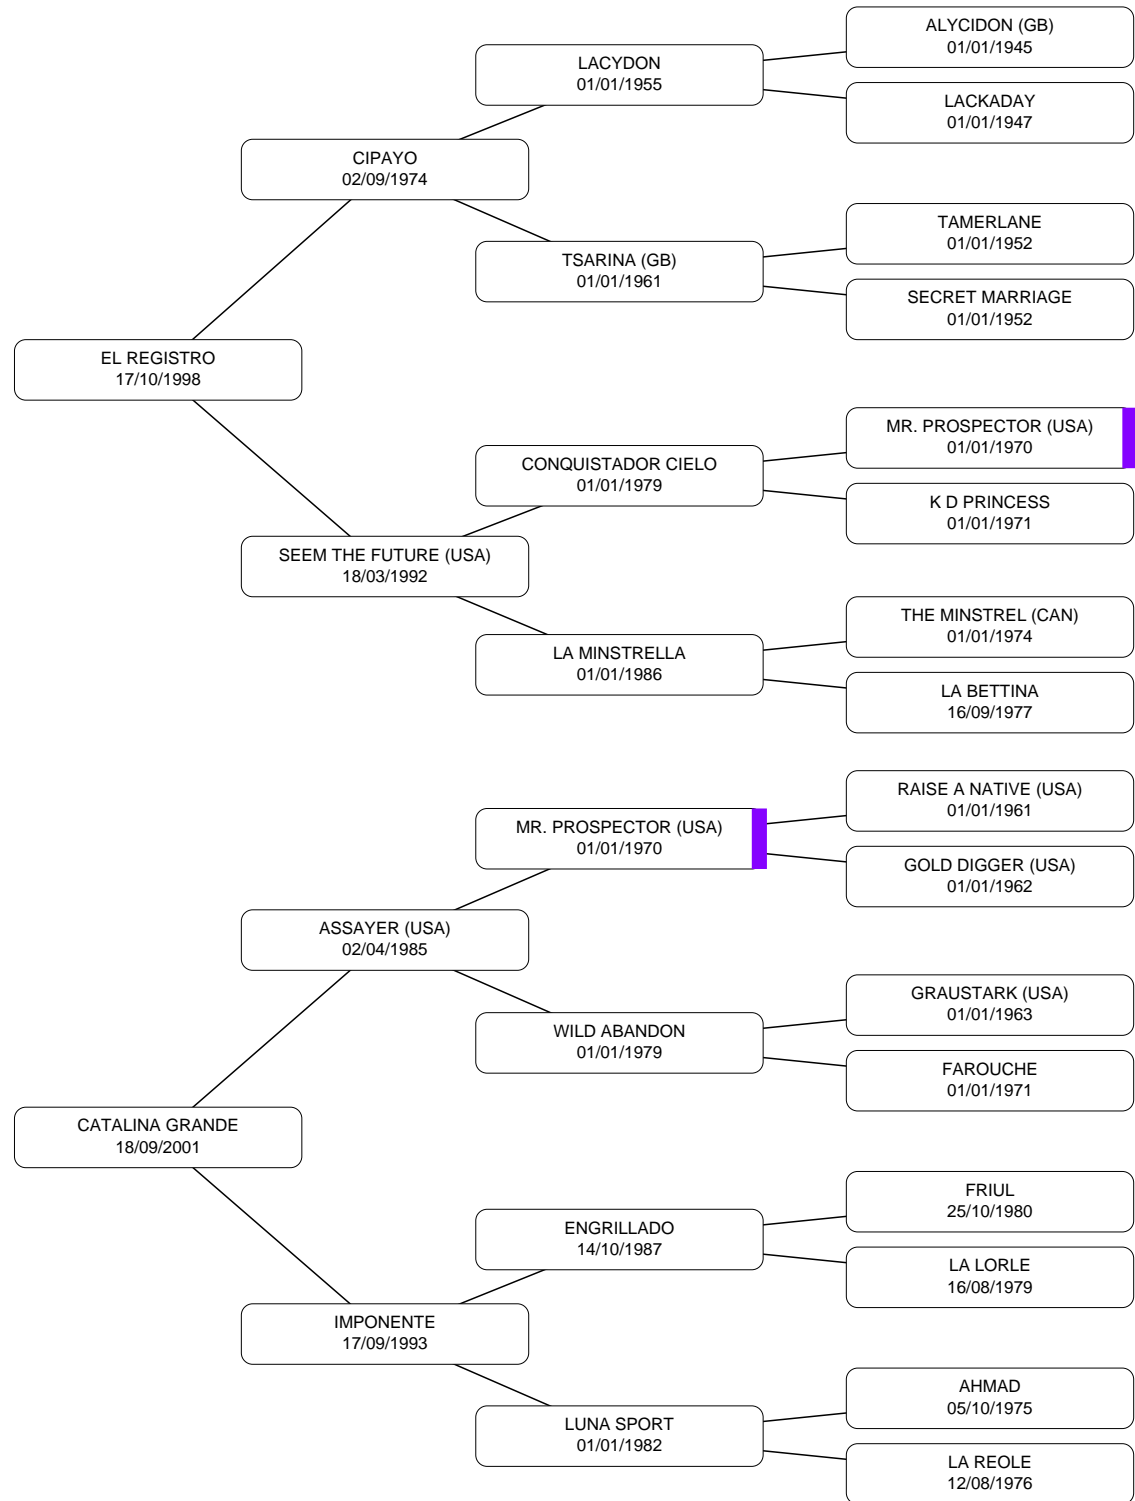 ALYCIDON (GB)
01/01/1945
LACYDON
01/01/1955
LACKADAY
01/01/1947
CIPAYO
02/09/1974
TAMERLANE
01/01/1952
TSARINA (GB)
01/01/1961
SECRET MARRIAGE
01/01/1952
EL REGISTRO
17/10/1998
MR. PROSPECTOR (USA)
01/01/1970
CONQUISTADOR CIELO
01/01/1979
K D PRINCESS
01/01/1971
SEEM THE FUTURE (USA)
18/03/1992
THE MINSTREL (CAN)
01/01/1974
LA MINSTRELLA
01/01/1986
LA BETTINA
16/09/1977
RAISE A NATIVE (USA)
01/01/1961
MR. PROSPECTOR (USA)
01/01/1970
GOLD DIGGER (USA)
01/01/1962
ASSAYER (USA)
02/04/1985
GRAUSTARK (USA)
01/01/1963
WILD ABANDON
01/01/1979
FAROUCHE
01/01/1971
CATALINA GRANDE
18/09/2001
FRIUL
25/10/1980
ENGRILLADO
14/10/1987
LA LORLE
16/08/1979
IMPONENTE
17/09/1993
AHMAD
05/10/1975
LUNA SPORT
01/01/1982
LA REOLE
12/08/1976